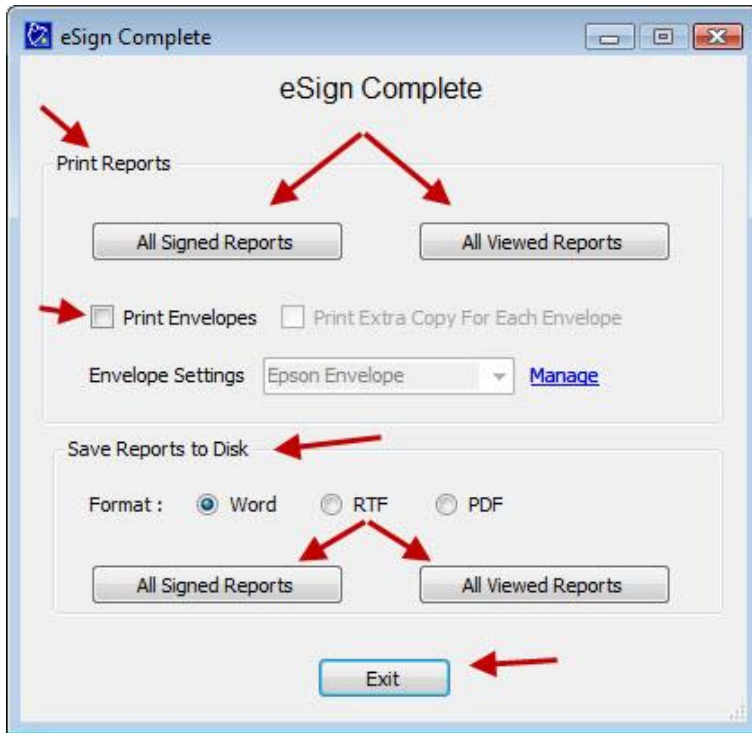 eSign Complete
eSign Complete
Print Reports
All Signed Reports All Viewed Reports
Print Envelopes Print Extra Copy For Each Envelope
Envelope Settings Epson Envelope Manage
Save Reports to Disk
Format : Word RTF PDF
All Signed Reports All Viewed Reports
Exit